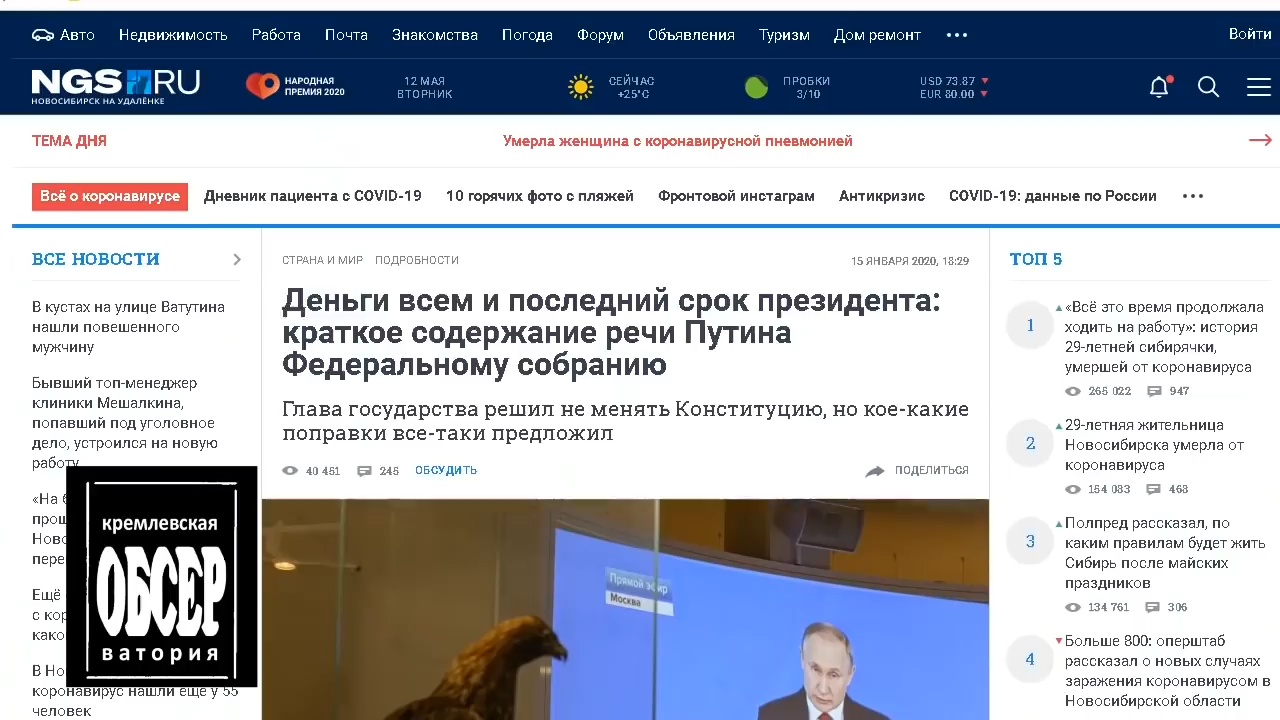 Авто Недвижимость Работа Почта Знакомства Погода Форум Объявления Туризм Дом ремонт ••• Войти
NGS RU
НОВОСИБИРСК НА УДАЛЁНКЕ
НАРОДНАЯ
ПРЕМИЯ 2020
12 МАЯ
ВТОРНИК
СЕЙЧАС
+25°C
ПРОБКИ
3/10
USD 73.87
EUR 80.00
ТЕМА ДНЯ
Умерла женщина с коронавирусной пневмонией
Всё о коронавирусе Дневник пациента с COVID-19 10 горячих фото с пляжей Фронтовой инстаграм Антикризис COVID-19: данные по России •••
ВСЕ НОВОСТИ
В кустах на улице Ватутина
нашли повешенного
мужчину
Бывший топ-менеджер
клиники Мешалкина,
попавший под уголовное
дело, устроился на новую
работу
«На
Ещё
В
коронавирус нашли ещё у 55
человек
кремлевская
ОБСЕР
ватория
СТРАНА И МИР ПОДРОБНОСТИ
15 ЯНВАРЯ 2020, 18:29
Деньги всем и последний срок президента:
краткое содержание речи Путина
Федеральному собранию
Глава государства решил не менять Конституцию, но кое-какие
поправки все-таки предложил
40 451 245 ОБСУДИТЬ ПОДЕЛИТЬСЯ
Прямой эфир
Москва
ТОП 5
1
«Всё это время продолжала
ходить на работу»: история
29-летней сибирячки,
умершей от коронавируса
265 022 947
2
29-летняя жительница
Новосибирска умерла от
коронавируса
154 083 468
3
Полпред рассказал, по
каким правилам будет жить
Сибирь после майских
праздников
134 761 306
4
Больше 800: оперштаб
рассказал о новых случаях
заражения коронавирусом в
Новосибирской области